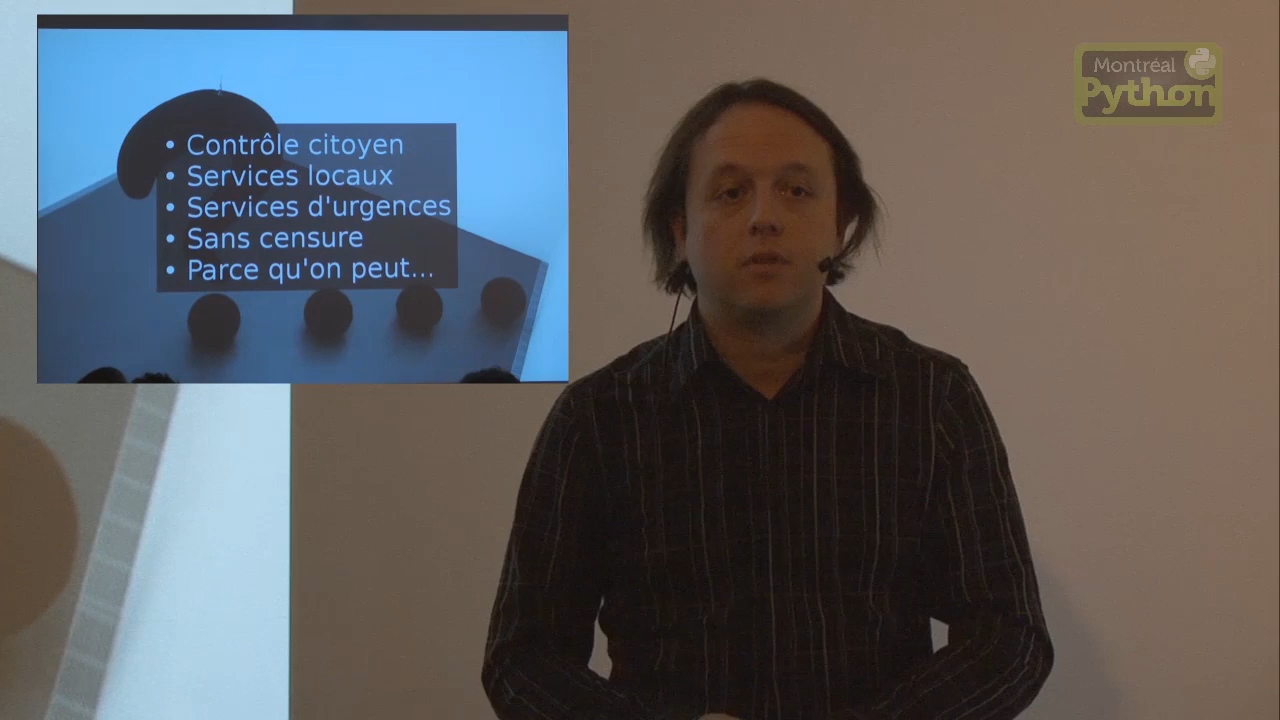 • Contrôle citoyen
• Services locaux
• Services d'urgences
• Sans censure
• Parce qu'on peut...
Montréal
Python